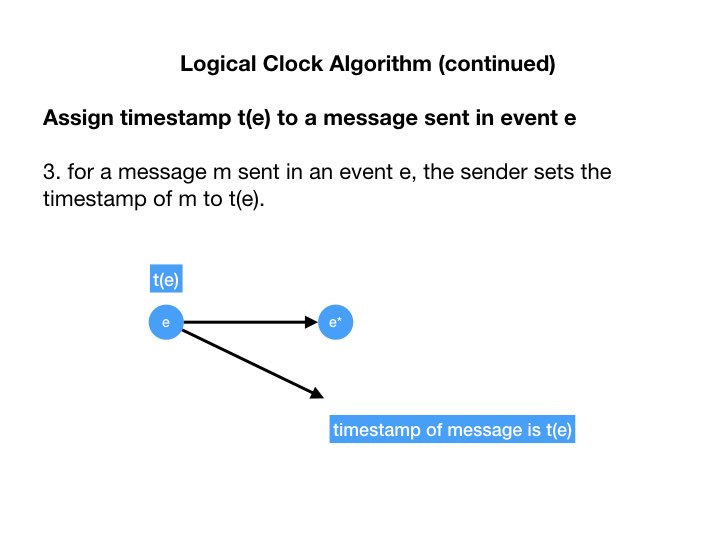 Logical Clock Algorithm (continued)
Assign timestamp t(e) to a message sent in event e
3. for a message m sent in an event e, the sender sets the
timestamp of m to t(e).
t(e)
e
e*
timestamp of message is t(e)